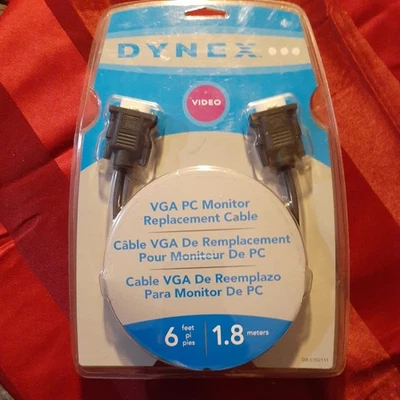 DYNEX
VIDEO
VGA PC Monitor
Replacement Cable
Câble VGA De Remplacement
Pour Moniteur De PC
Cable VGA De Reemplazo
Para Monitor De PC
6 feet pi pies 1.8 meters